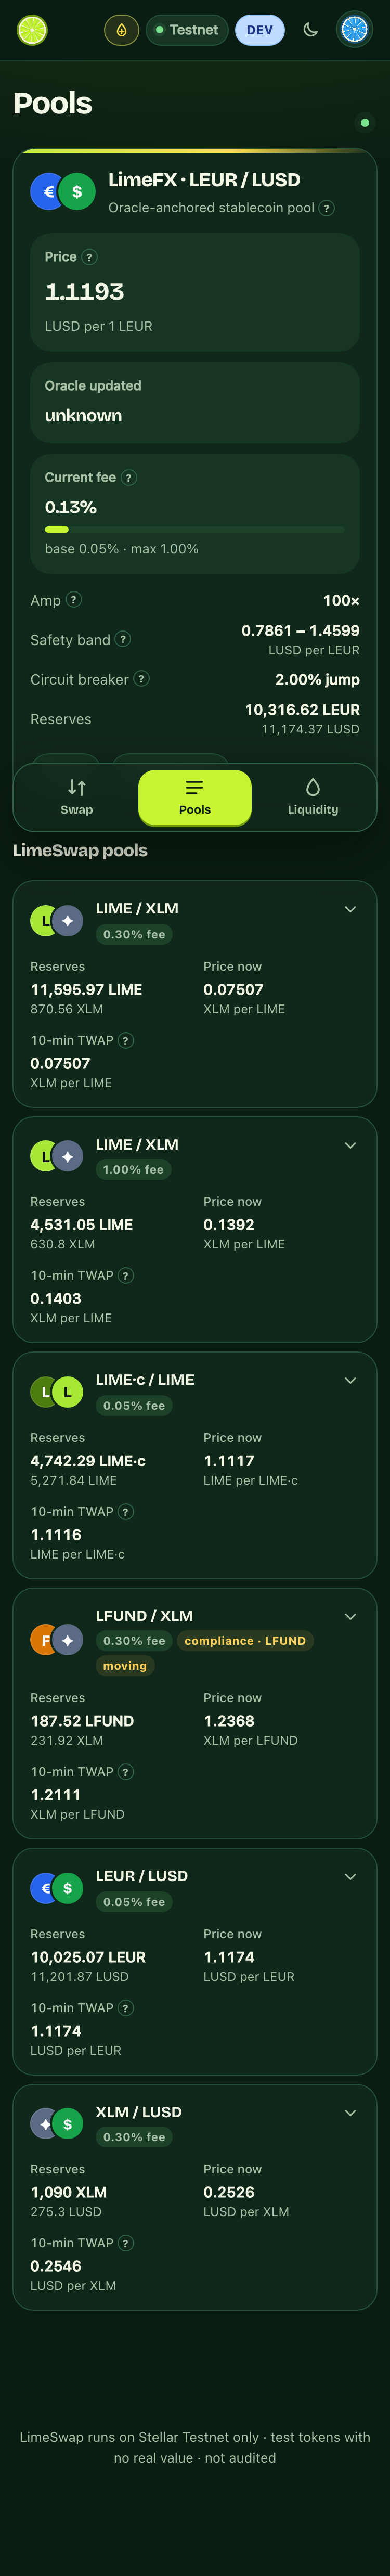 Testnet
DEV
Pools
€ $
LimeFX · LEUR / LUSD
Oracle-anchored stablecoin pool ?
Price ?
1.1193
LUSD per 1 LEUR
Oracle updated
unknown
Current fee ?
0.13%
base 0.05% · max 1.00%
Amp ? 100×
Safety band ? 0.7861 – 1.4599
LUSD per LEUR
Circuit breaker ? 2.00% jump
Reserves 10,316.62 LEUR
11,174.37 LUSD
Swap Pools Liquidity
LimeSwap pools
L
LIME / XLM
0.30% fee
Reserves Price now
11,595.97 LIME 0.07507
870.56 XLM XLM per LIME
10-min TWAP ?
0.07507
XLM per LIME
L
LIME / XLM
1.00% fee
Reserves Price now
4,531.05 LIME 0.1392
630.8 XLM XLM per LIME
10-min TWAP ?
0.1403
XLM per LIME
L L
LIME·c / LIME
0.05% fee
Reserves Price now
4,742.29 LIME·c 1.1117
5,271.84 LIME LIME per LIME·c
10-min TWAP ?
1.1116
LIME per LIME·c
F
LFUND / XLM
0.30% fee compliance · LFUND
moving
Reserves Price now
187.52 LFUND 1.2368
231.92 XLM XLM per LFUND
10-min TWAP ?
1.2111
XLM per LFUND
€ $
LEUR / LUSD
0.05% fee
Reserves Price now
10,025.07 LEUR 1.1174
11,201.87 LUSD LUSD per LEUR
10-min TWAP ?
1.1174
LUSD per LEUR
$
XLM / LUSD
0.30% fee
Reserves Price now
1,090 XLM 0.2526
275.3 LUSD LUSD per XLM
10-min TWAP ?
0.2546
LUSD per XLM
LimeSwap runs on Stellar Testnet only · test tokens with
no real value · not audited